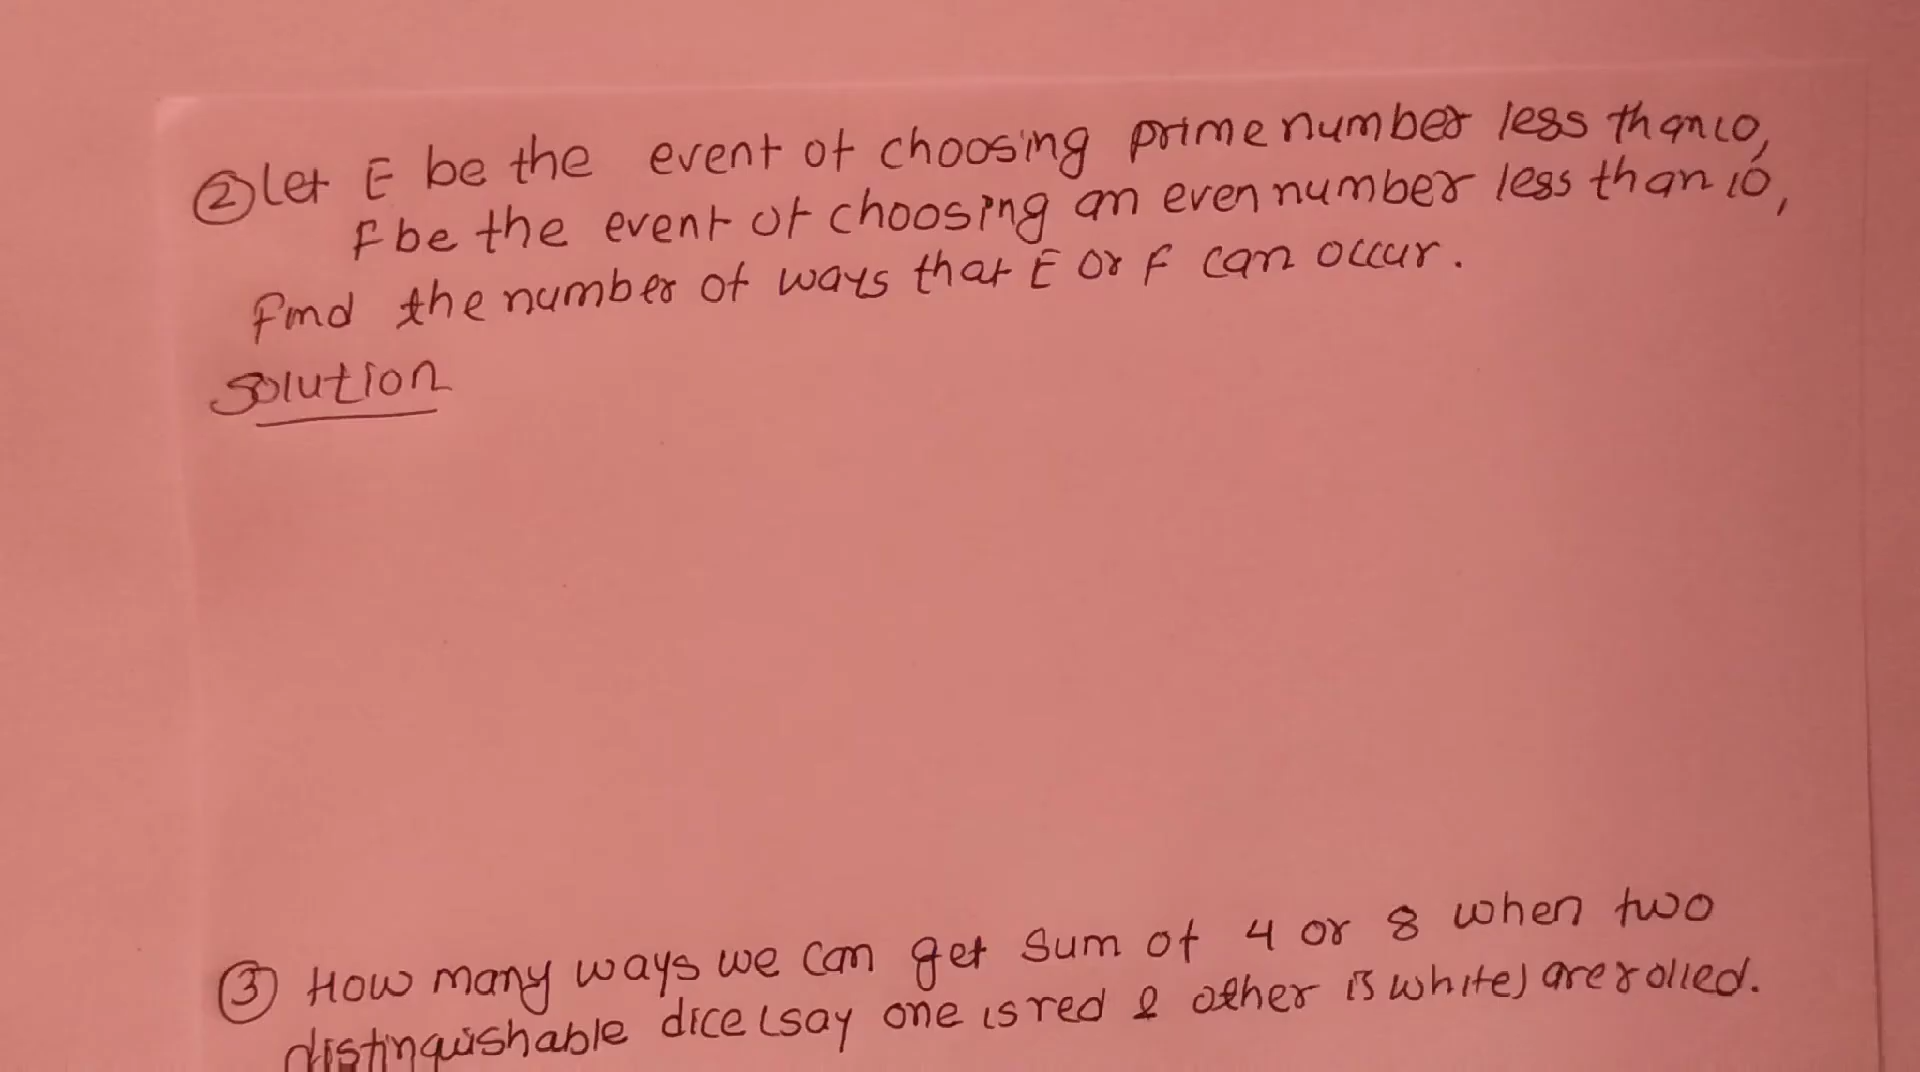 ② Let E be the event of choosing prime number less than 10,
F be the event of choosing an even number less than 10,
Find the number of ways that E or F can occur.
Solution
③ How many ways we can get sum of 4 or 8 when two
distinguishable dice (say one is red & other is white) are rolled.